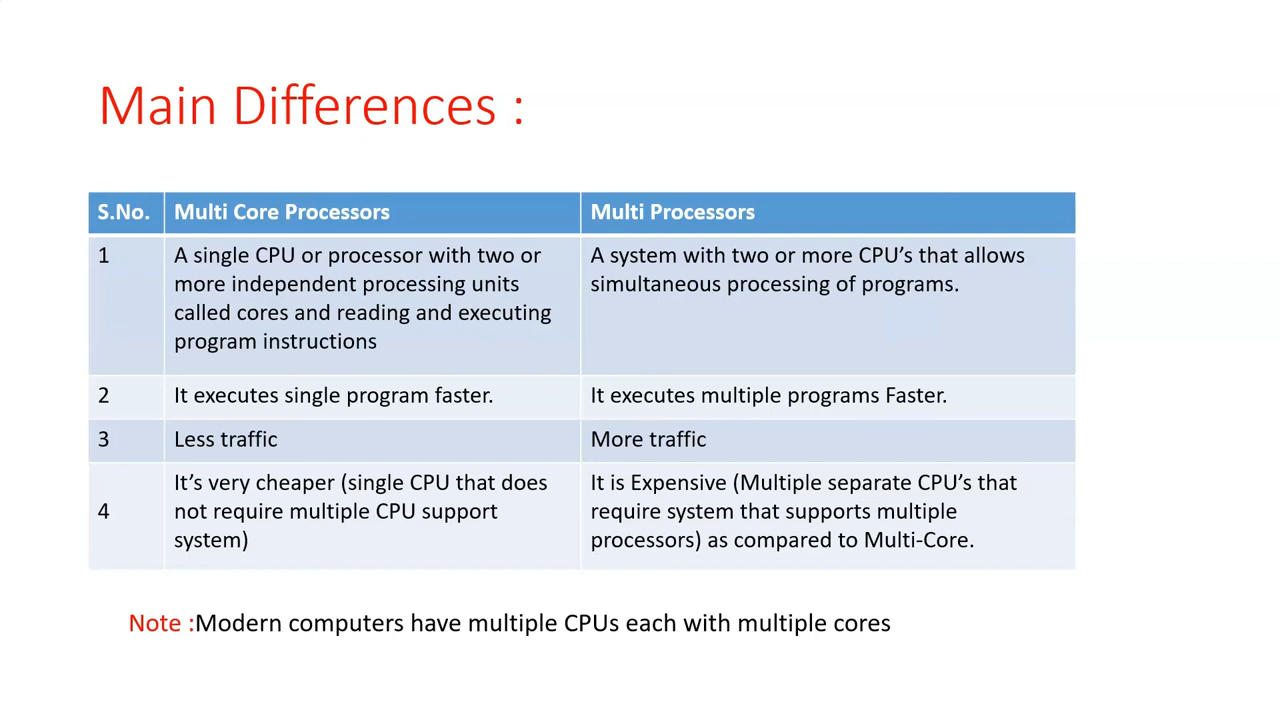 Main Differences :
S.No. Multi Core Processors Multi Processors
1 A single CPU or processor with two or
more independent processing units
called cores and reading and executing
program instructions
A system with two or more CPU’s that allows
simultaneous processing of programs.
2 It executes single program faster. It executes multiple programs Faster.
3 Less traffic More traffic
4 It’s very cheaper (single CPU that does
not require multiple CPU support
system)
It is Expensive (Multiple separate CPU’s that
require system that supports multiple
processors) as compared to Multi-Core.
Note :Modern computers have multiple CPUs each with multiple cores